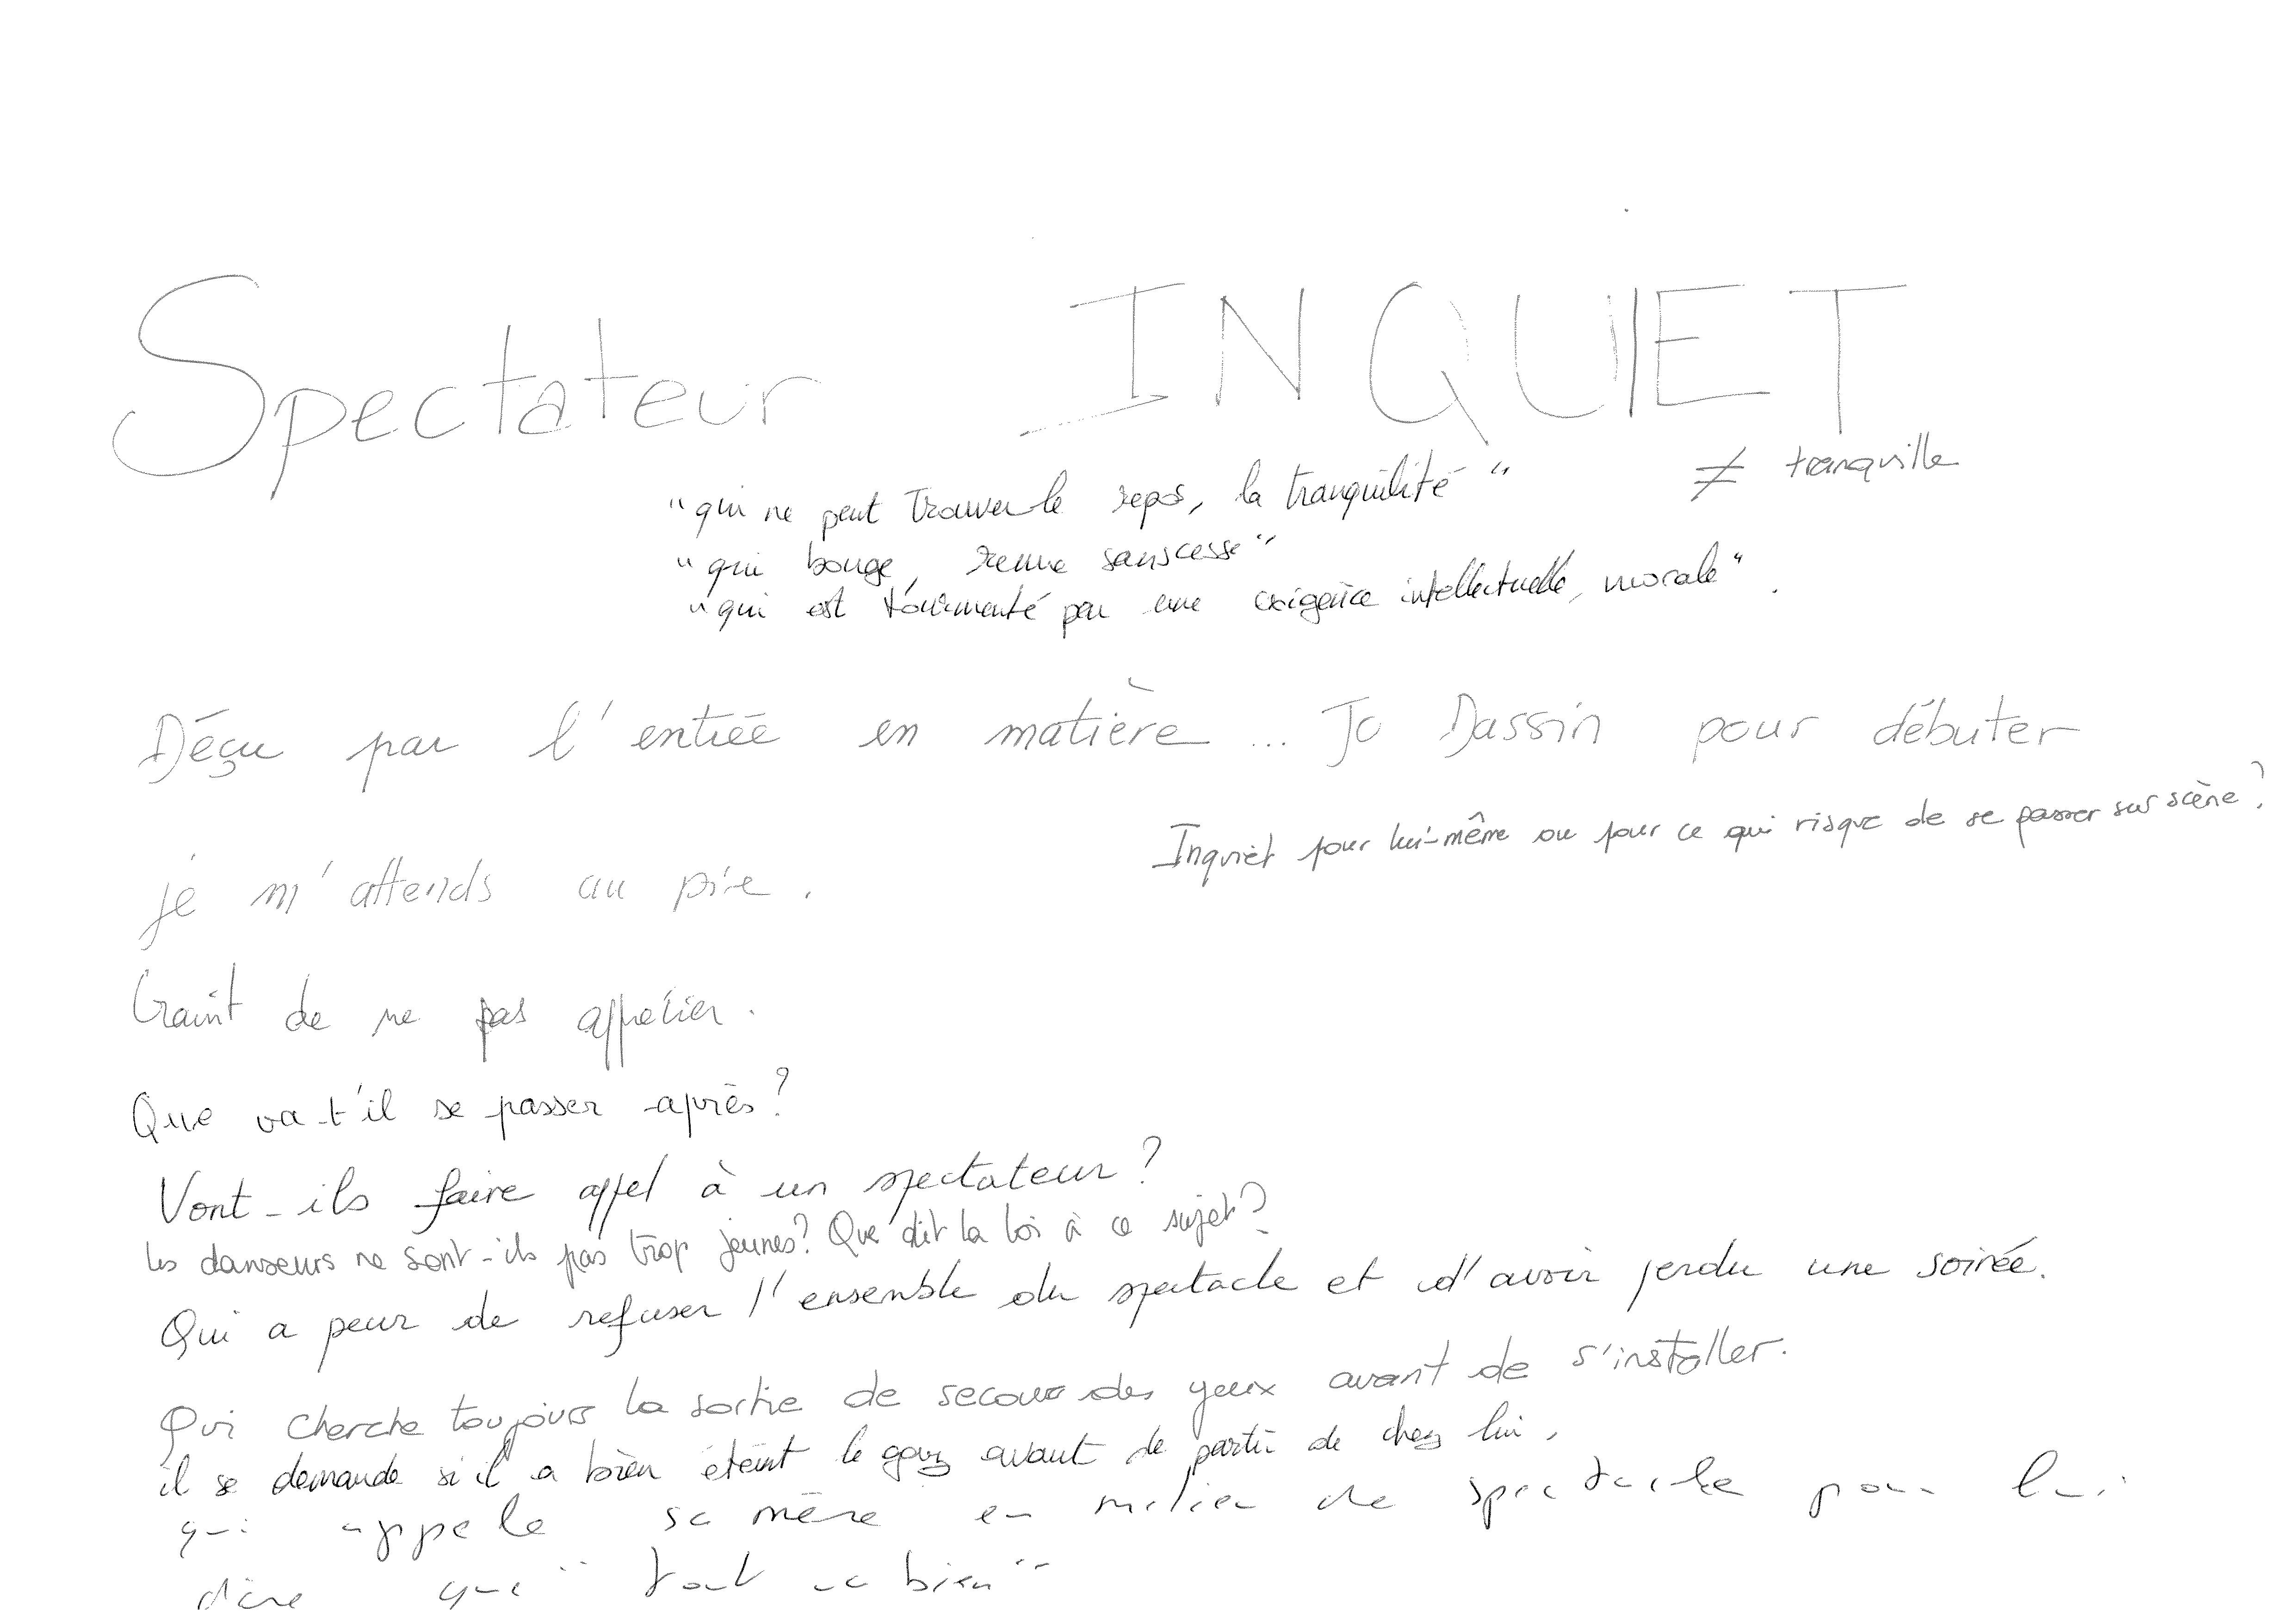 Spectateur INQUIET
"qui ne peut trouver le repos, la tranquilité" ≠ tranquille
"qui bouge, remue sans cesse"
"qui est tourmenté par une exigence intellectuelle, morale".
Déçu par l'entrée en matière... Jo Dassin pour débuter
Inquiet pour lui-même ou pour ce qui risque de se passer sur scène?
je m'attends au pire.
Craint de ne pas apprécier.
Que va-t'il se passer après?
Vont-ils faire appel à un spectateur?
les danseurs ne sont-ils pas trop jeunes? Que dit la loi à ce sujet?
Qui a peur de refuser l'ensemble du spectacle et d'avoir perdu une soirée.
Qui cherche toujours la sortie de secour des yeux avant de s'installer.
il se demande si il a bien éteint le gaz avant de partir de chez lui,
qui appele sa mère en milieu de spectacle pour lui
dire que "tout va bien"